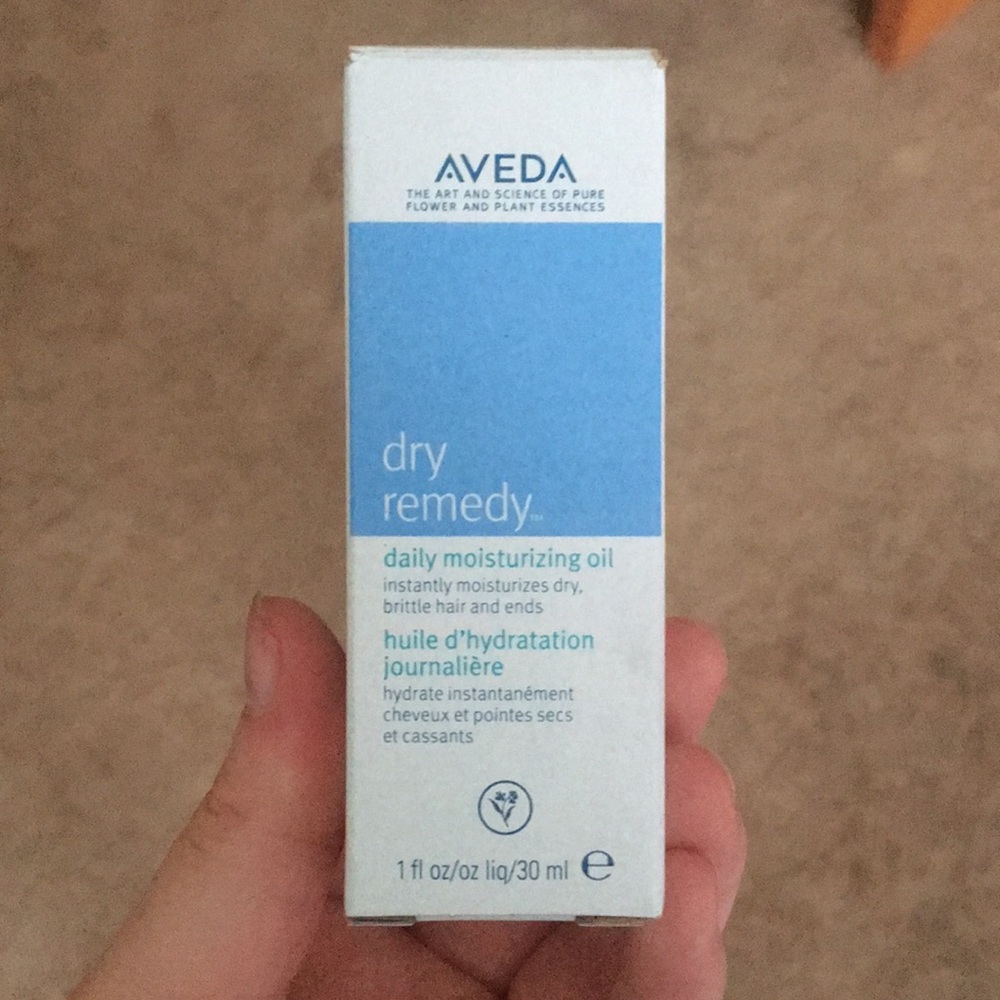 AVEDA
THE ART AND SCIENCE OF PURE
FLOWER AND PLANT ESSENCES
dry
remedy™
daily moisturizing oil
instantly moisturizes dry,
brittle hair and ends
huile d'hydratation
journalière
hydrate instantanément
cheveux et pointes secs
et cassants
1 fl oz/oz liq/30 ml ℮